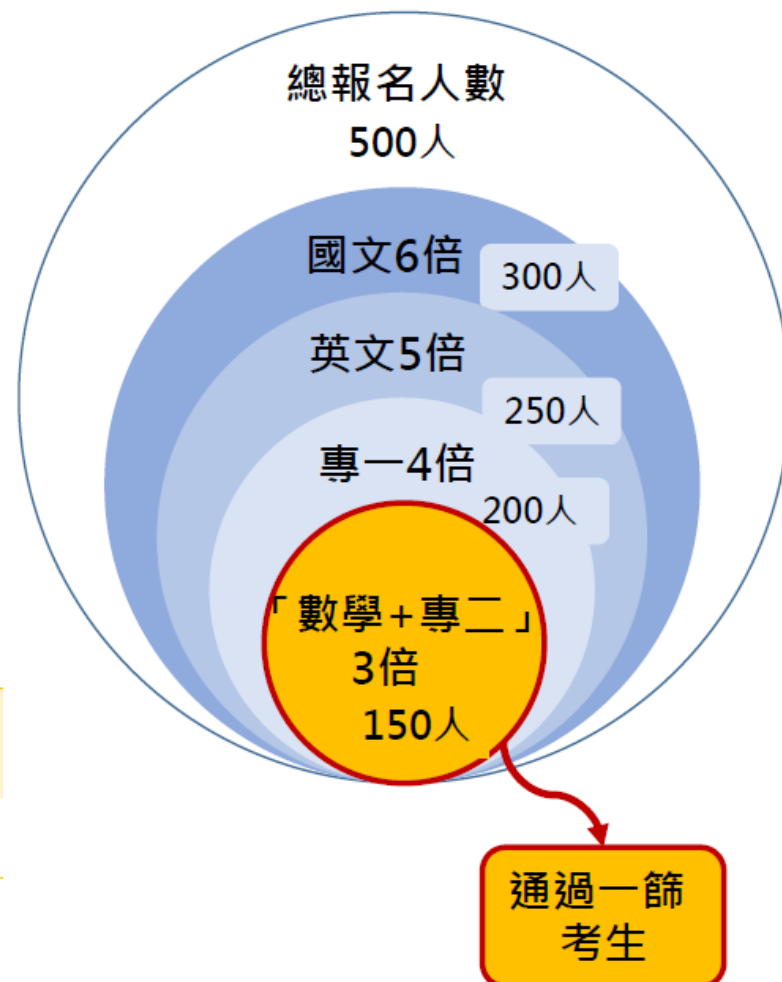 總報名人數
500人
國文6倍
300人
英文5倍
250人
專一4倍
200人
「數學+專二」
3倍
150人
通過一篩
考生